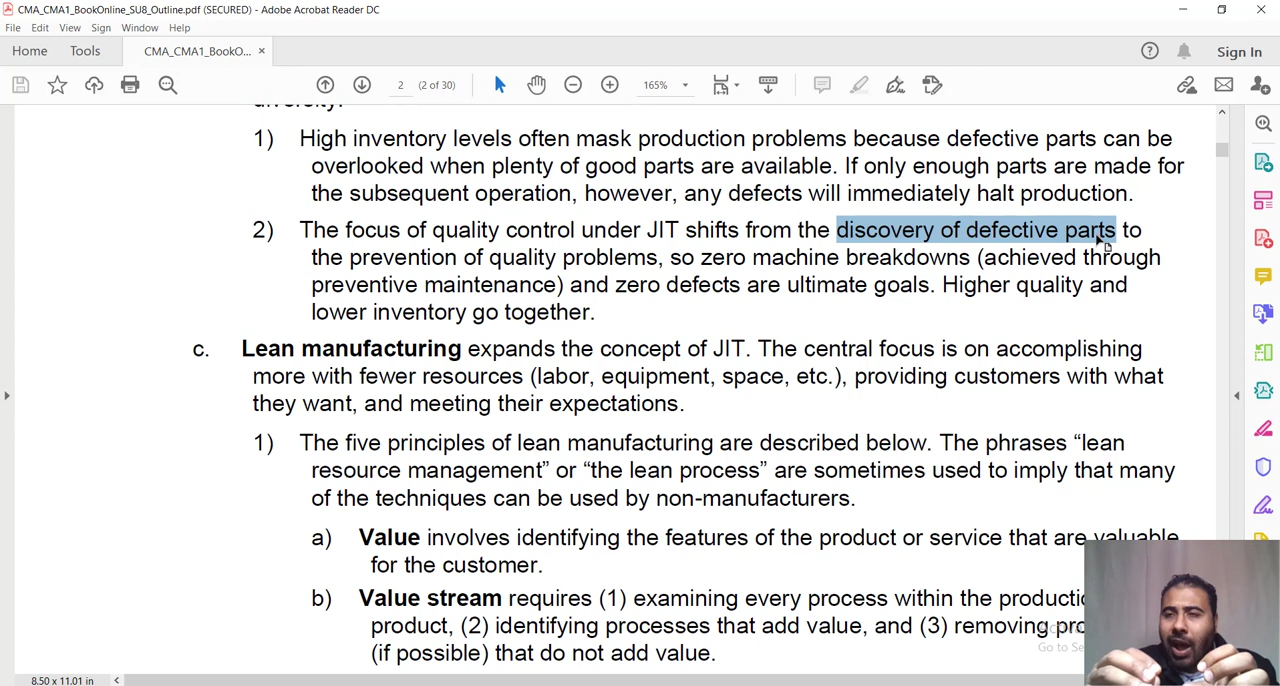 CMA_CMA1_BookOnline_SU8_Outline.pdf (SECURED) - Adobe Acrobat Reader DC
File Edit View Sign Window Help
Home Tools CMA_CMA1_BookO... × Sign In
2 (2 of 30) 165%
diversity.
1) High inventory levels often mask production problems because defective parts can be
overlooked when plenty of good parts are available. If only enough parts are made for
the subsequent operation, however, any defects will immediately halt production.
2) The focus of quality control under JIT shifts from the discovery of defective parts to
the prevention of quality problems, so zero machine breakdowns (achieved through
preventive maintenance) and zero defects are ultimate goals. Higher quality and
lower inventory go together.
c. Lean manufacturing expands the concept of JIT. The central focus is on accomplishing
more with fewer resources (labor, equipment, space, etc.), providing customers with what
they want, and meeting their expectations.
1) The five principles of lean manufacturing are described below. The phrases “lean
resource management” or “the lean process” are sometimes used to imply that many
of the techniques can be used by non-manufacturers.
a) Value involves identifying the features of the product or service that are valuable
for the customer.
b) Value stream requires (1) examining every process within the producti
product, (2) identifying processes that add value, and (3) removing pro
Go to Se
(if possible) that do not add value.
8.50 x 11.01 in